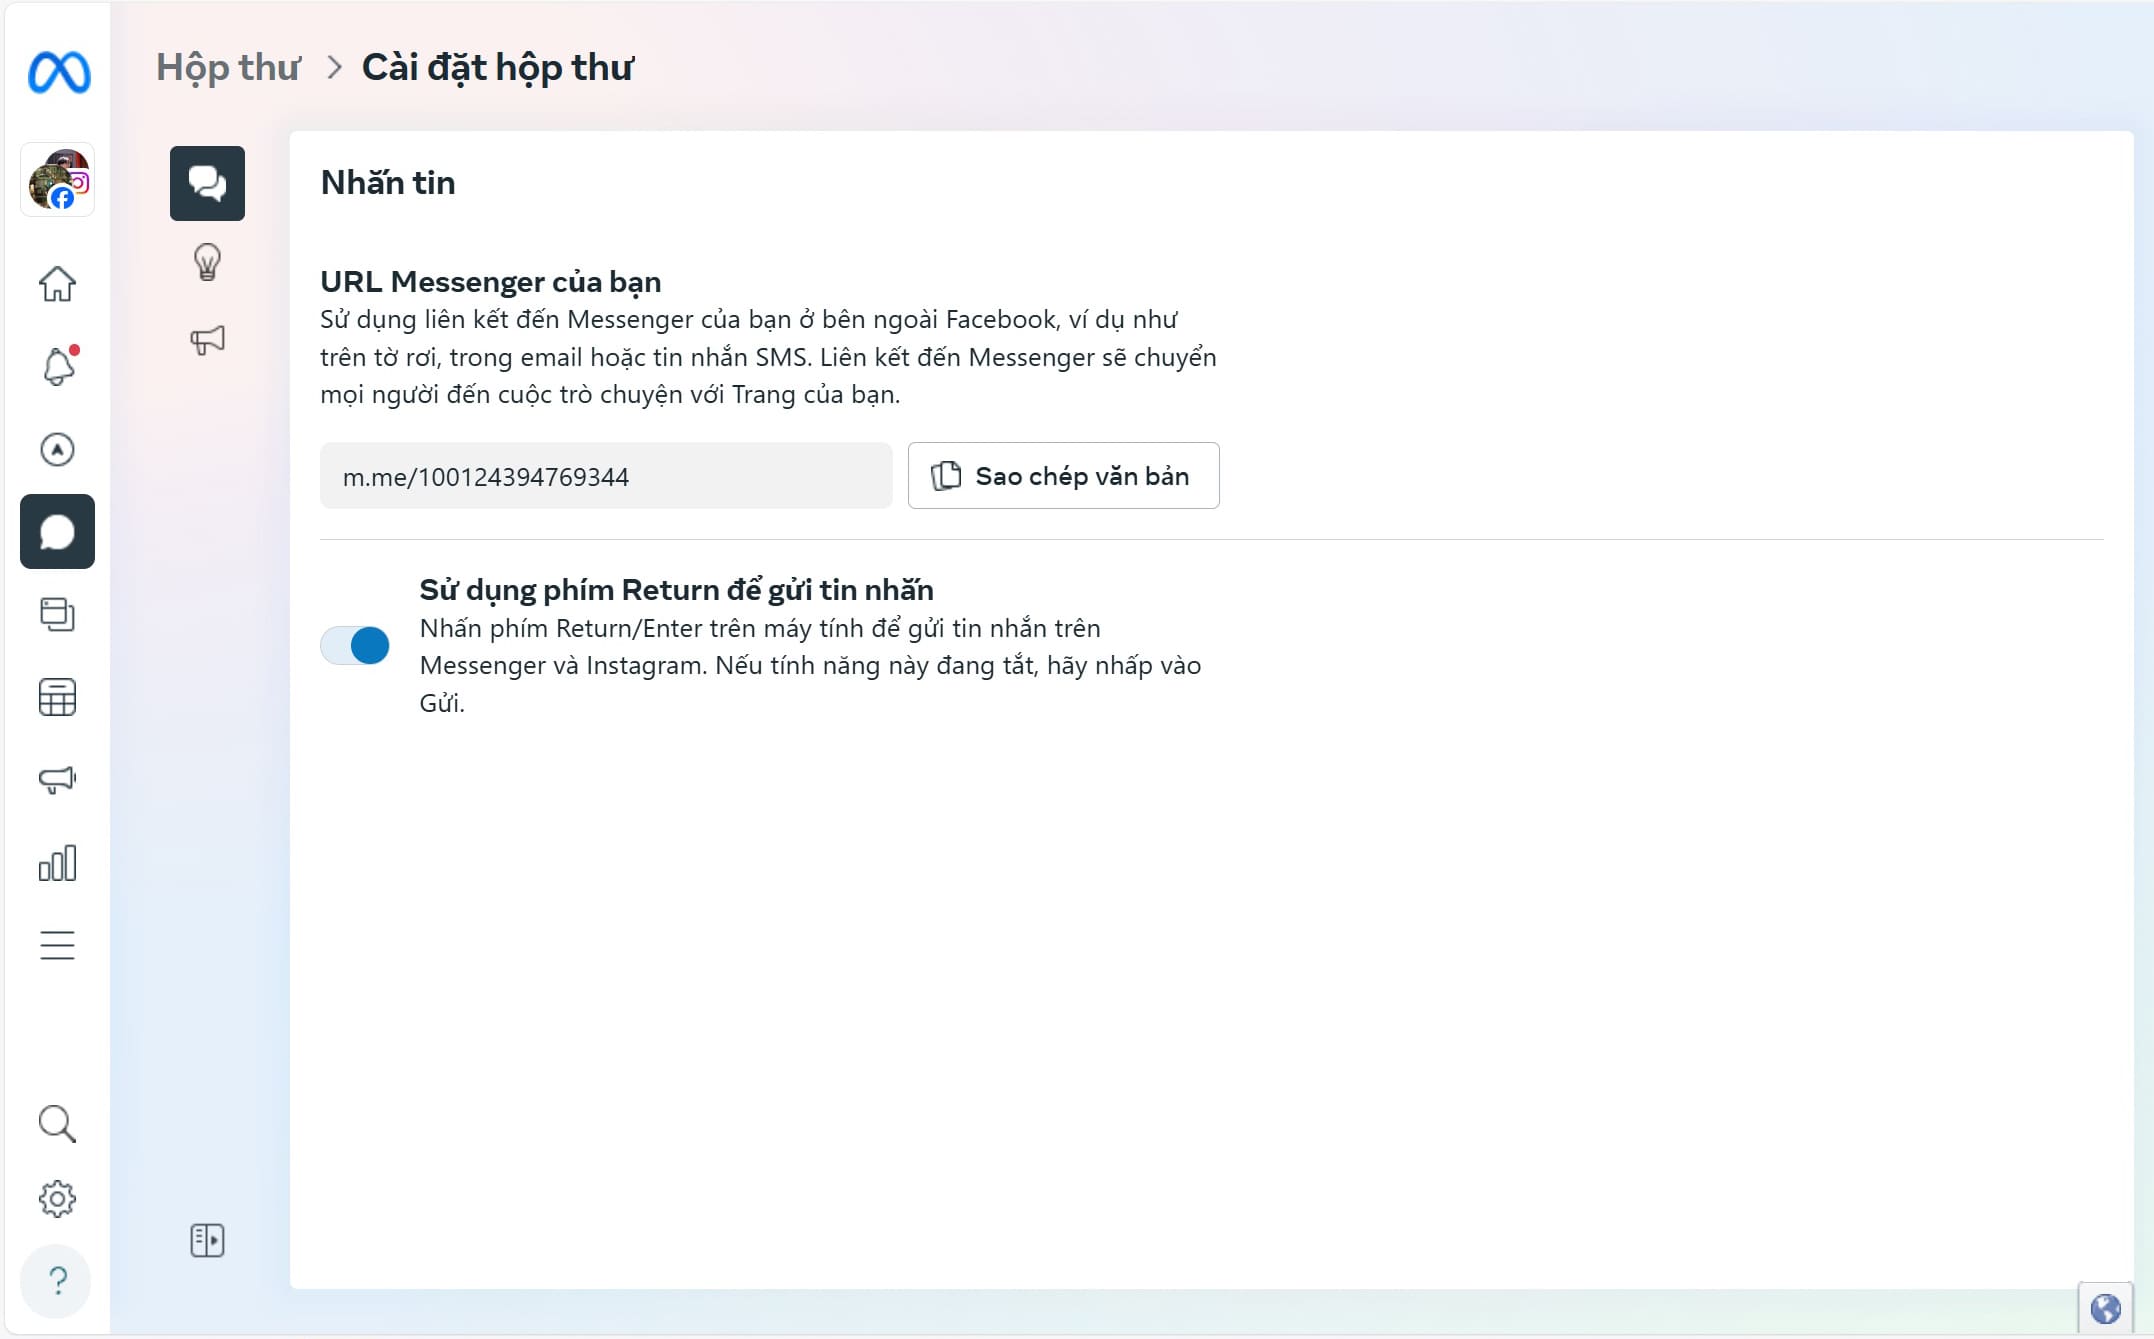 Hộp thư > Cài đặt hộp thư
Nhắn tin
URL Messenger của bạn
Sử dụng liên kết đến Messenger của bạn ở bên ngoài Facebook, ví dụ như
trên tờ rơi, trong email hoặc tin nhắn SMS. Liên kết đến Messenger sẽ chuyển
mọi người đến cuộc trò chuyện với Trang của bạn.
m.me/100124394769344
Sao chép văn bản
Sử dụng phím Return để gửi tin nhắn
Nhấn phím Return/Enter trên máy tính để gửi tin nhắn trên
Messenger và Instagram. Nếu tính năng này đang tắt, hãy nhấp vào
Gửi.
?